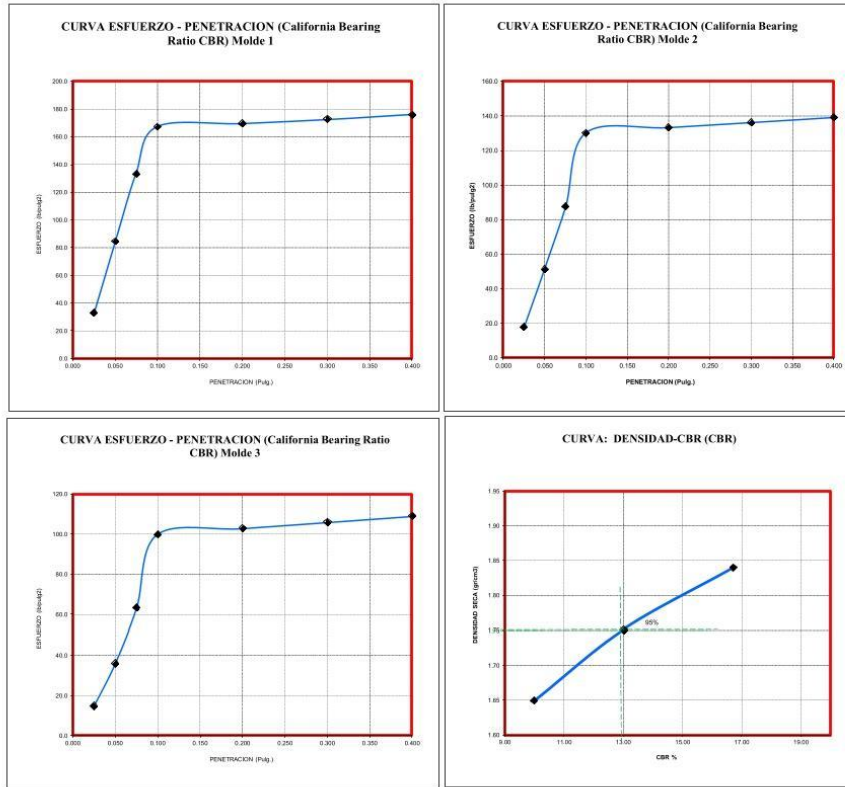 CURVA ESFUERZO - PENETRACION (California Bearing
Ratio CBR) Molde 1
200.0
180.0
160.0
140.0
120.0
100.0
80.0
60.0
40.0
20.0
0.0
ESFUERZO (lb/pulg2)
0.000 0.050 0.100 0.150 0.200 0.250 0.300 0.350 0.400
PENETRACION (Pulg.)
CURVA ESFUERZO - PENETRACION (California Bearing
Ratio CBR) Molde 2
160.0
140.0
120.0
100.0
80.0
60.0
40.0
20.0
0.0
ESFUERZO (lb/pulg2)
0.000 0.050 0.100 0.150 0.200 0.250 0.300 0.350 0.400
PENETRACION (Pulg.)
CURVA ESFUERZO - PENETRACION (California Bearing Ratio
CBR) Molde 3
120.0
100.0
80.0
60.0
40.0
20.0
0.0
ESFUERZO (lb/pulg2)
0.000 0.050 0.100 0.150 0.200 0.250 0.300 0.350 0.400
PENETRACION (Pulg.)
CURVA: DENSIDAD-CBR (CBR)
1.95
1.90
1.85
1.80
1.75
1.70
1.65
1.60
DENSIDAD SECA (gr/cm3)
95%
9.00 11.00 13.00 15.00 17.00 19.00
CBR %